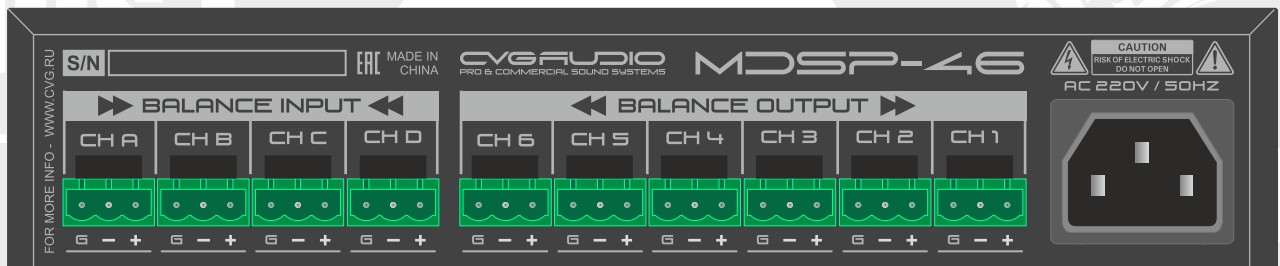 S/N
EAC MADE IN
CHINA
CVGAUDIO
PRO & COMMERCIAL SOUND SYSTEMS
MDSP-46
CAUTION
RISK OF ELECTRIC SHOCK
DO NOT OPEN
AC 220V / 50HZ
FOR MORE INFO - WWW.CVG.RU
BALANCE INPUT
CH A CH B CH C CH D
G - + G - + G - + G - +
BALANCE OUTPUT
CH 6 CH 5 CH 4 CH 3 CH 2 CH 1
G - + G - + G - + G - + G - + G - +